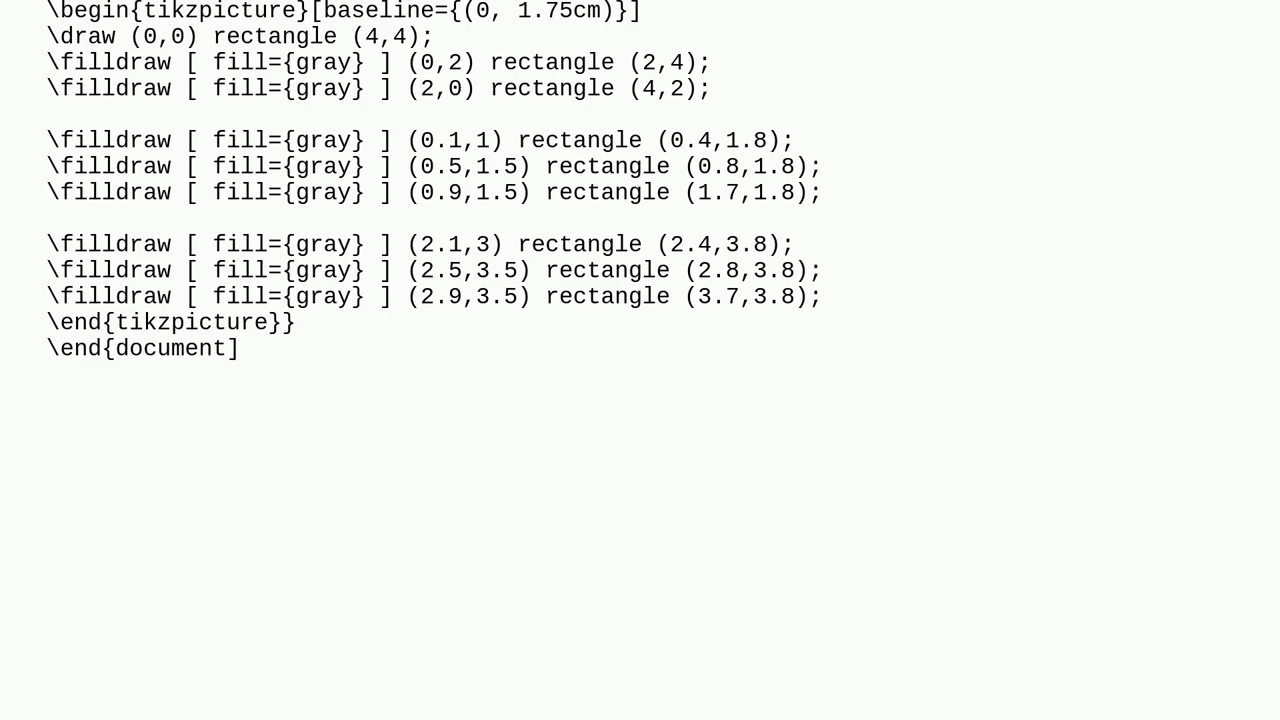 \begin{tikzpicture}[baseline={(0, 1.75cm)}]
\draw (0,0) rectangle (4,4);
\filldraw [ fill={gray} ] (0,2) rectangle (2,4);
\filldraw [ fill={gray} ] (2,0) rectangle (4,2);
\filldraw [ fill={gray} ] (0.1,1) rectangle (0.4,1.8);
\filldraw [ fill={gray} ] (0.5,1.5) rectangle (0.8,1.8);
\filldraw [ fill={gray} ] (0.9,1.5) rectangle (1.7,1.8);
\filldraw [ fill={gray} ] (2.1,3) rectangle (2.4,3.8);
\filldraw [ fill={gray} ] (2.5,3.5) rectangle (2.8,3.8);
\filldraw [ fill={gray} ] (2.9,3.5) rectangle (3.7,3.8);
\end{tikzpicture}}
\end{document]